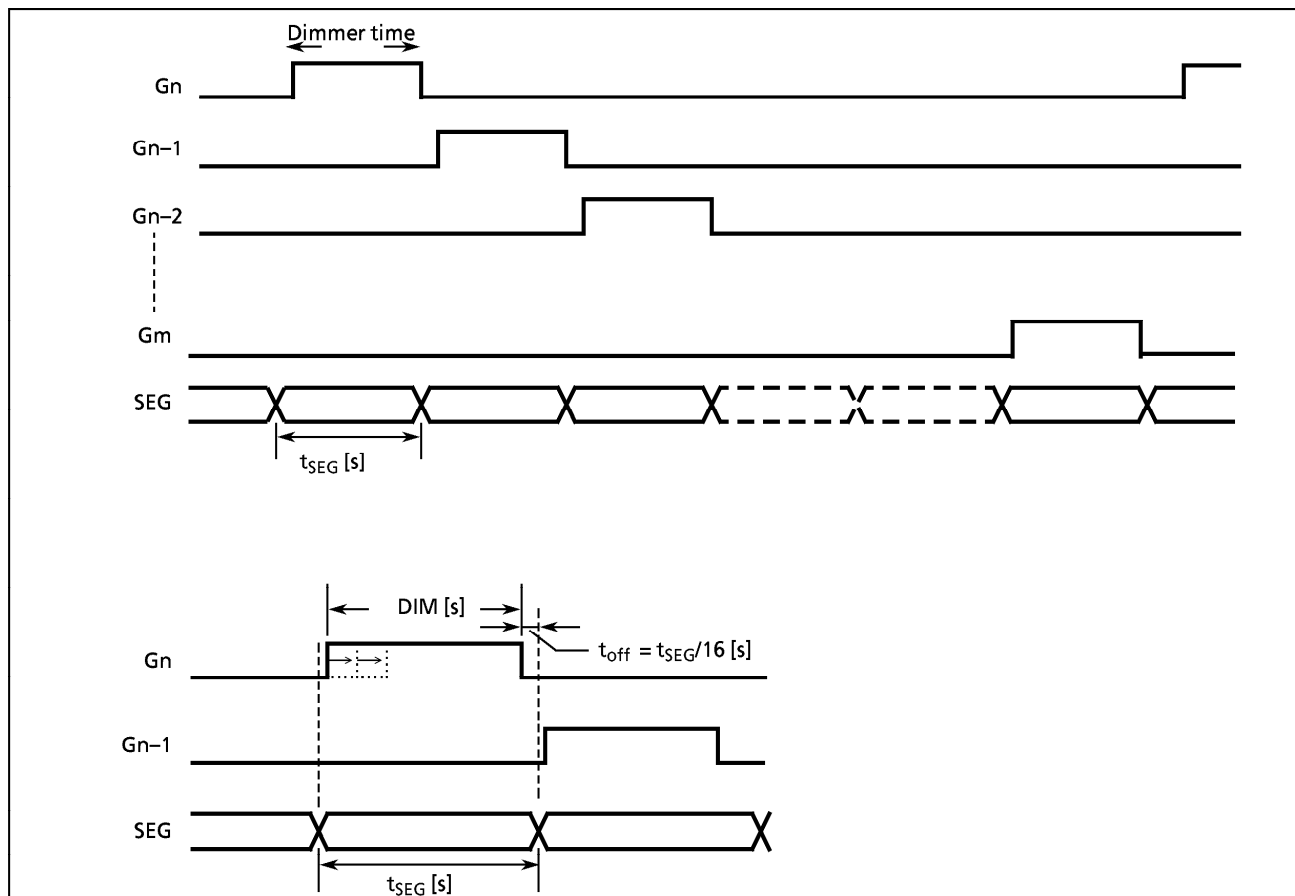 Dimmer time
Gn
Gn–1
Gn–2
Gm
SEG
tSEG [s]
DIM [s]
toff = tSEG/16 [s]
Gn
Gn–1
SEG
tSEG [s]